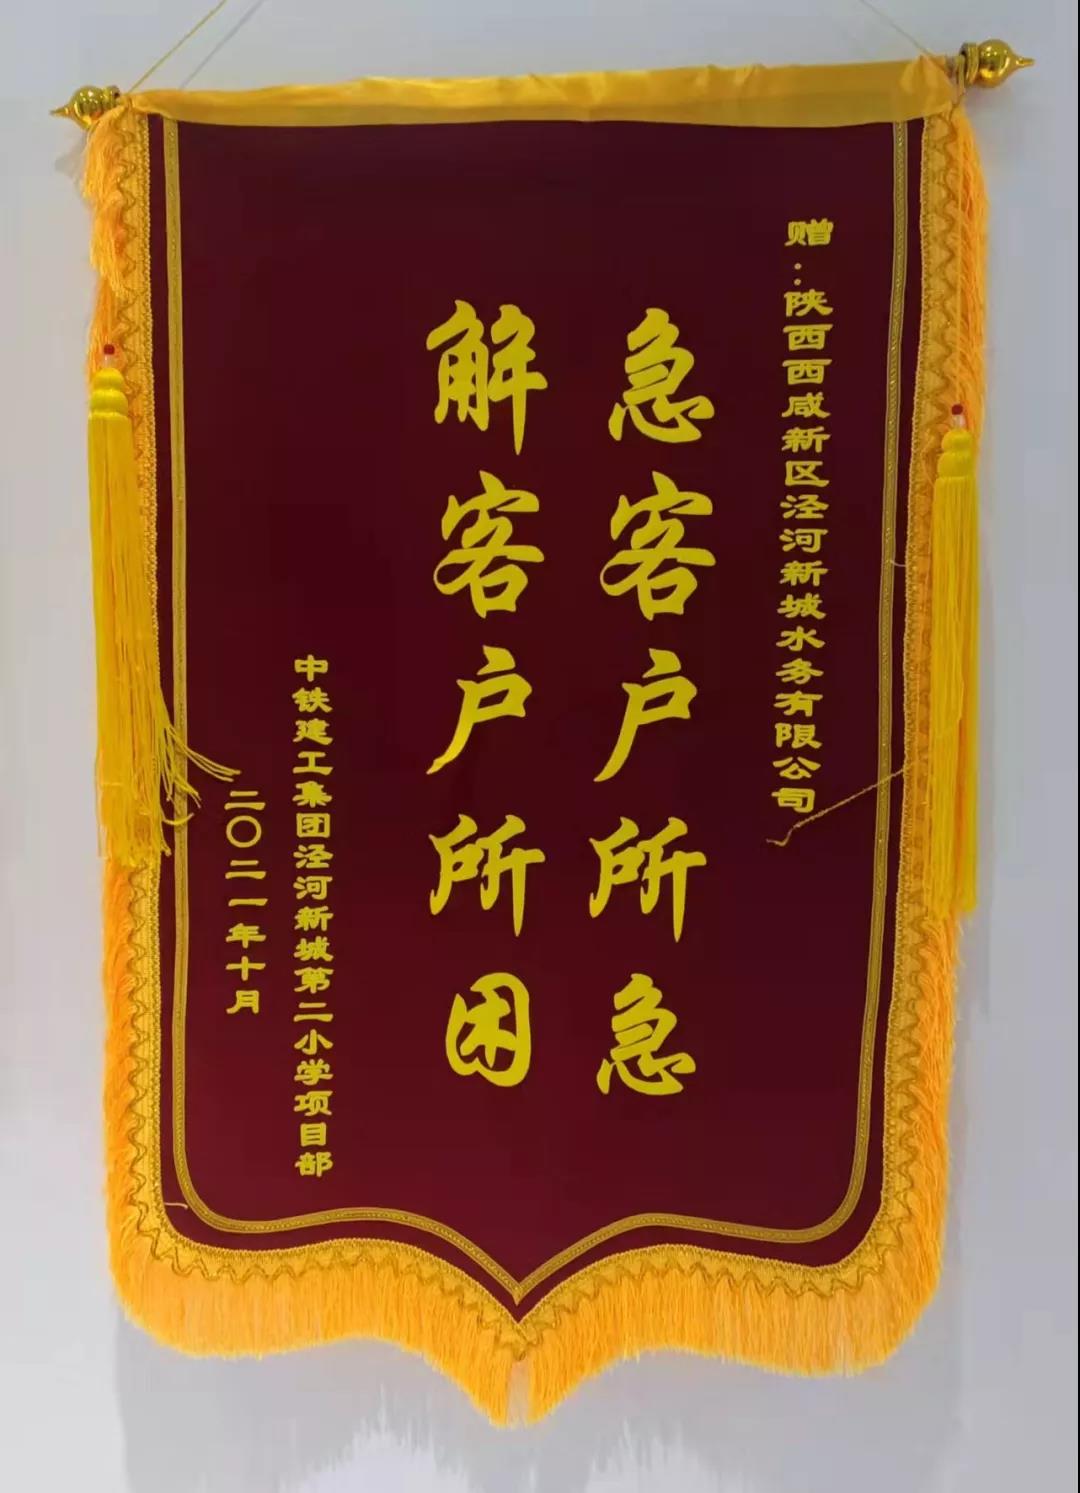 赠：陕西西咸新区泾河新城水务有限公司
急客户所急
解客户所困
中铁建工集团泾河新城第二小学项目部
二〇二一年十月